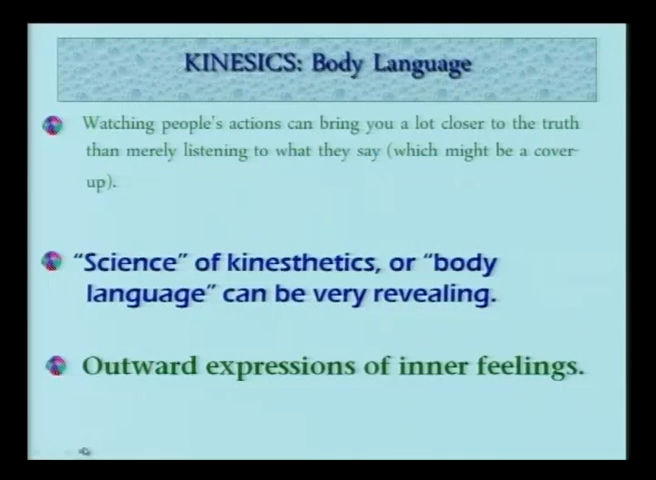 KINESICS: Body Language
Watching people's actions can bring you a lot closer to the truth
than merely listening to what they say (which might be a cover-
up).
"Science" of kinesthetics, or "body
language" can be very revealing.
Outward expressions of inner feelings.